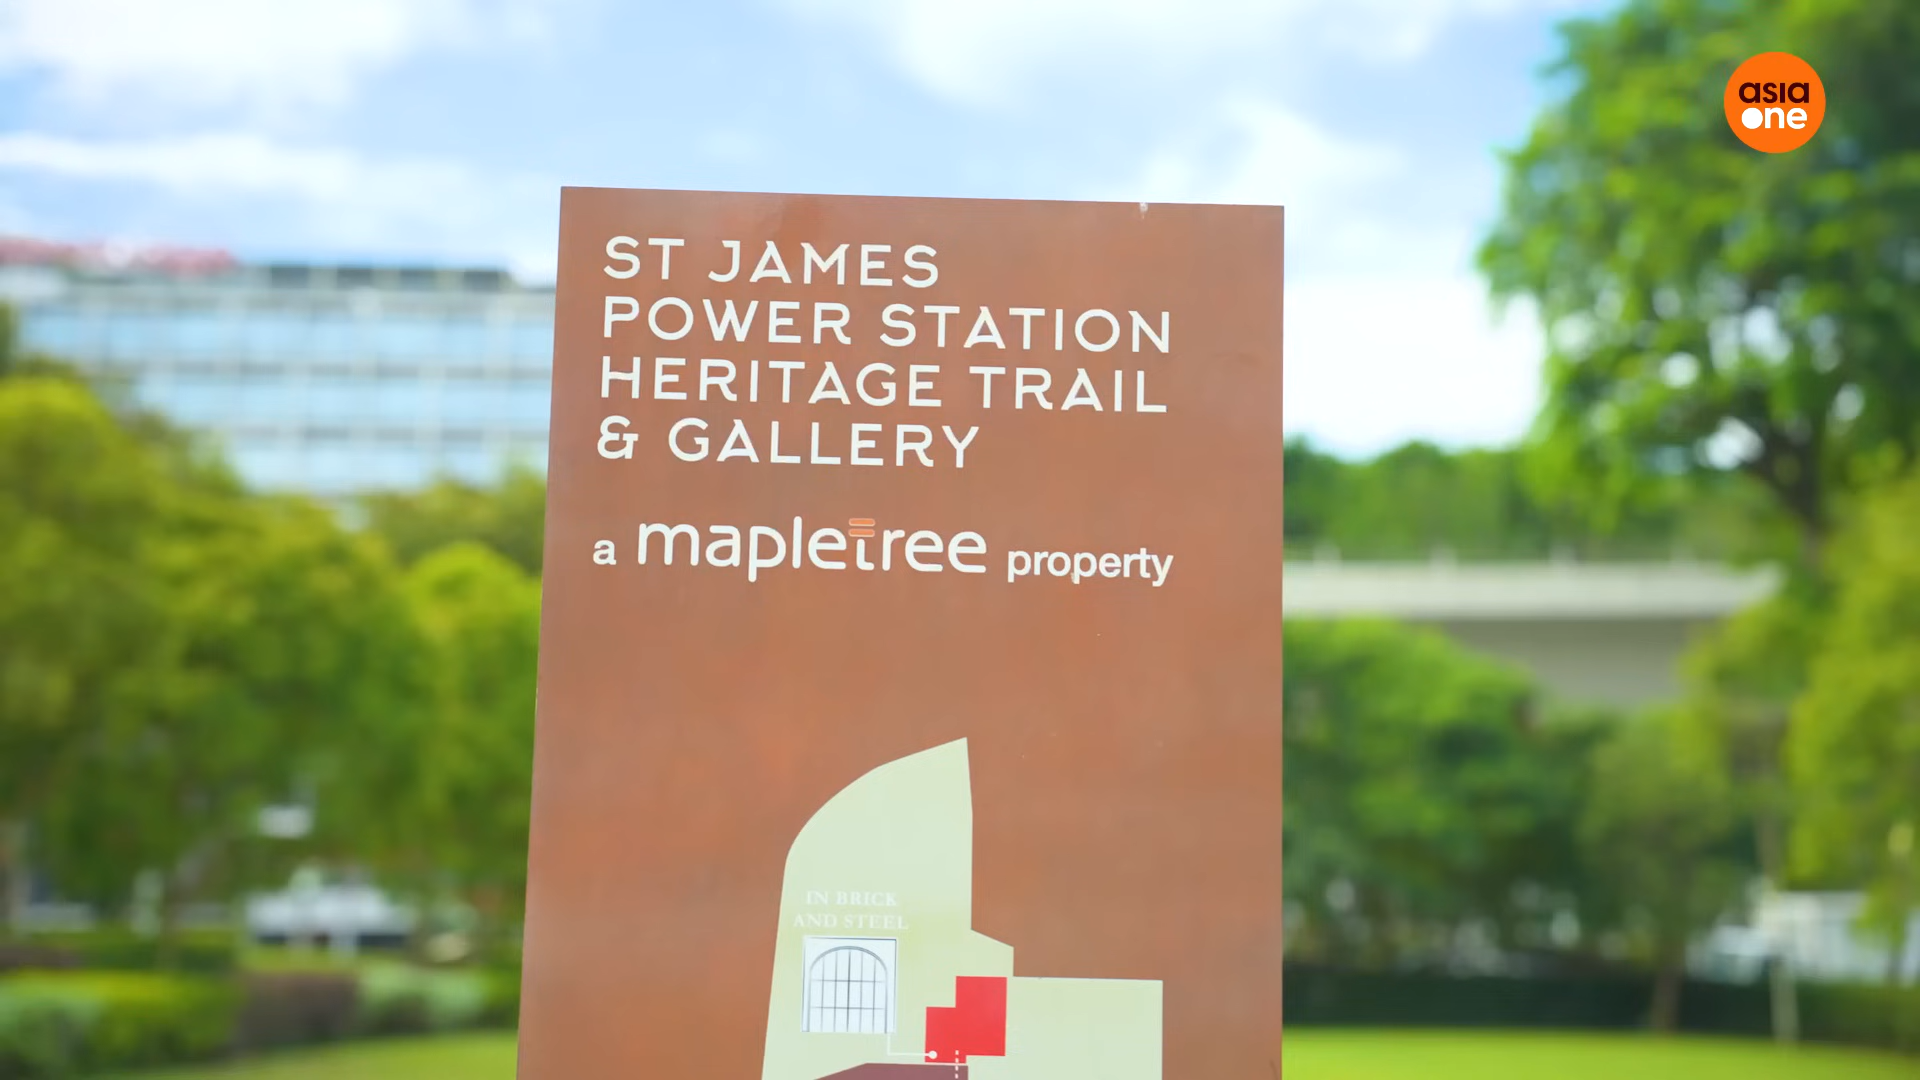 asia
one
ST JAMES
POWER STATION
HERITAGE TRAIL
& GALLERY
a mapletree property
IN BRICK
AND STEEL